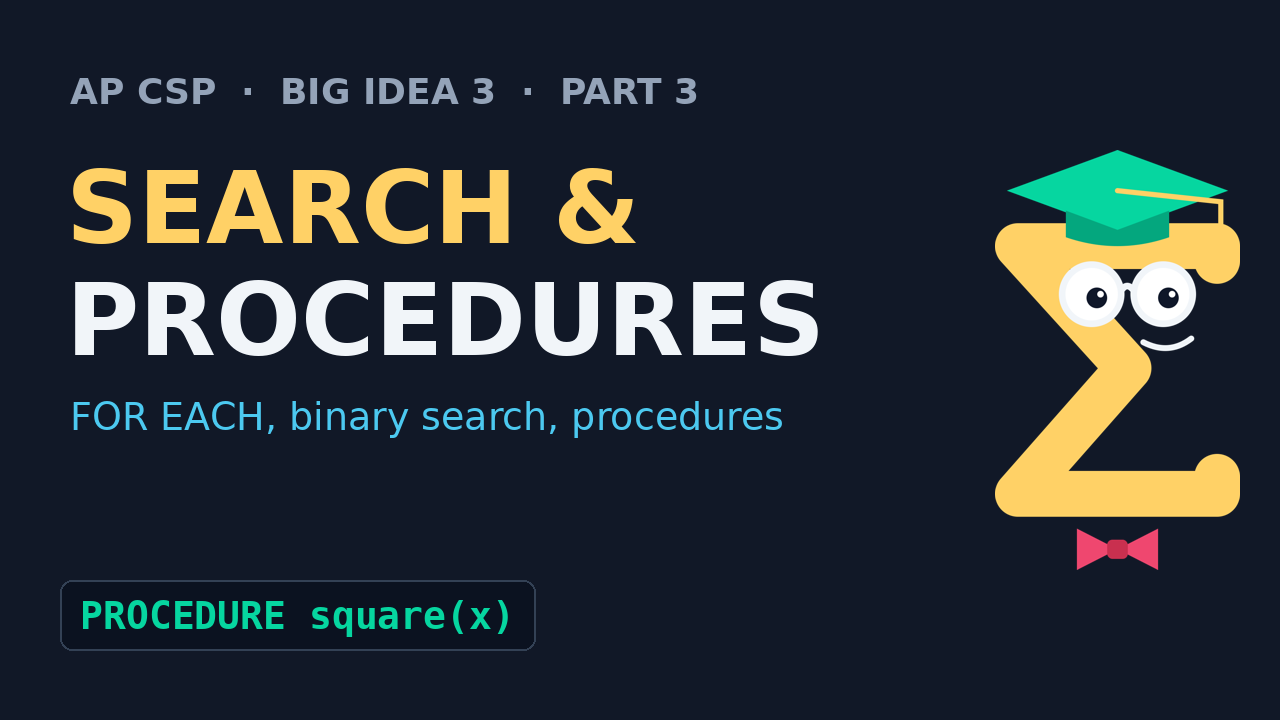 AP CSP · BIG IDEA 3 · PART 3
SEARCH &
PROCEDURES
FOR EACH, binary search, procedures
PROCEDURE square(x)